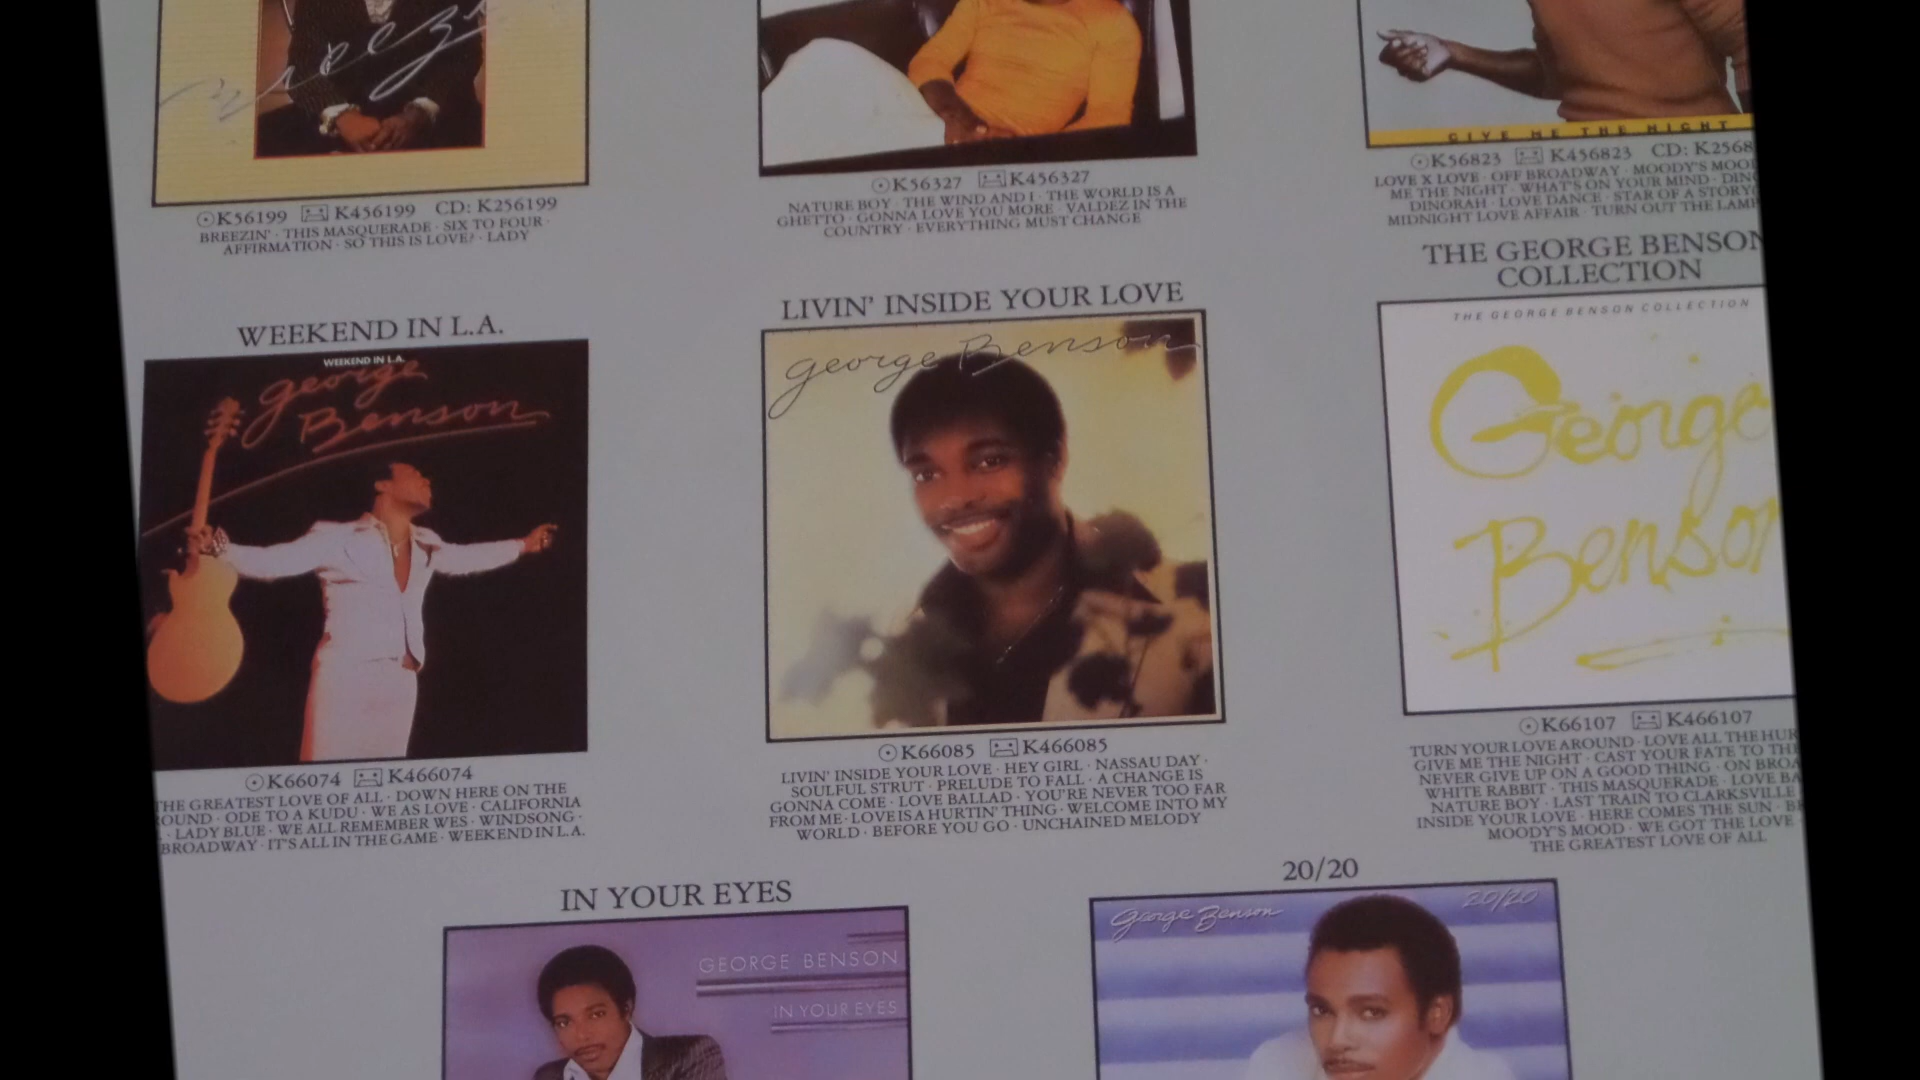 Breezin
GIVE ME THE NIGHT
K56199 K456199 CD: K256199
BREEZIN' · THIS MASQUERADE · SIX TO FOUR ·
AFFIRMATION · SO THIS IS LOVE? · LADY
K56327 K456327
NATURE BOY · THE WIND AND I · THE WORLD IS A
GHETTO · GONNA LOVE YOU MORE · VALDEZ IN THE
COUNTRY · EVERYTHING MUST CHANGE
K56823 K456823 CD: K2568
LOVE X LOVE · OFF BROADWAY · MOODY'S MOO
ME THE NIGHT · WHAT'S ON YOUR MIND · DIN
DINORAH · LOVE DANCE · STAR OF A STORY
MIDNIGHT LOVE AFFAIR · TURN OUT THE LAM
WEEKEND IN L.A.
WEEKEND IN L.A.
george
Benson
K66074 K466074
THE GREATEST LOVE OF ALL · DOWN HERE ON THE
ROUND · ODE TO A KUDU · WE AS LOVE · CALIFORNIA
· LADY BLUE · WE ALL REMEMBER WES · WINDSONG ·
BROADWAY · IT'S ALL IN THE GAME · WEEKEND IN L.A.
LIVIN' INSIDE YOUR LOVE
george Benson
K66085 K466085
LIVIN' INSIDE YOUR LOVE · HEY GIRL · NASSAU DAY ·
SOULFUL STRUT · PRELUDE TO FALL · A CHANGE IS
GONNA COME · LOVE BALLAD · YOU'RE NEVER TOO FAR
FROM ME · LOVE IS A HURTIN' THING · WELCOME INTO MY
WORLD · BEFORE YOU GO · UNCHAINED MELODY
THE GEORGE BENSON
COLLECTION
THE GEORGE BENSON COLLECTION
George
Benson
K66107 K466107
TURN YOUR LOVE AROUND · LOVE ALL THE HUR
GIVE ME THE NIGHT · CAST YOUR FATE TO THE
NEVER GIVE UP ON A GOOD THING · ON BROA
WHITE RABBIT · THIS MASQUERADE · LOVE BA
NATURE BOY · LAST TRAIN TO CLARKSVILLE
INSIDE YOUR LOVE · HERE COMES THE SUN · B
MOODY'S MOOD · WE GOT THE LOVE ·
THE GREATEST LOVE OF ALL
IN YOUR EYES
GEORGE BENSON
IN YOUR EYES
20/20
George Benson
20/20